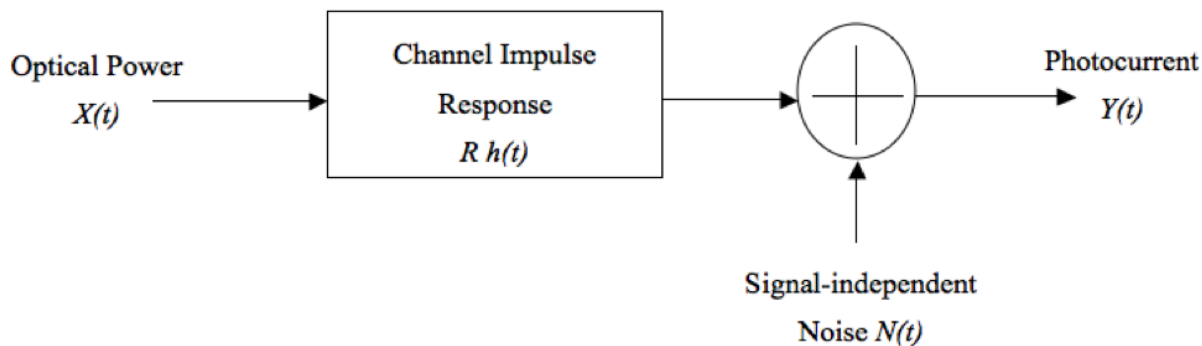 Optical Power
X(t)
Channel Impulse
Response
R h(t)
Photocurrent
Y(t)
Signal-independent
Noise N(t)